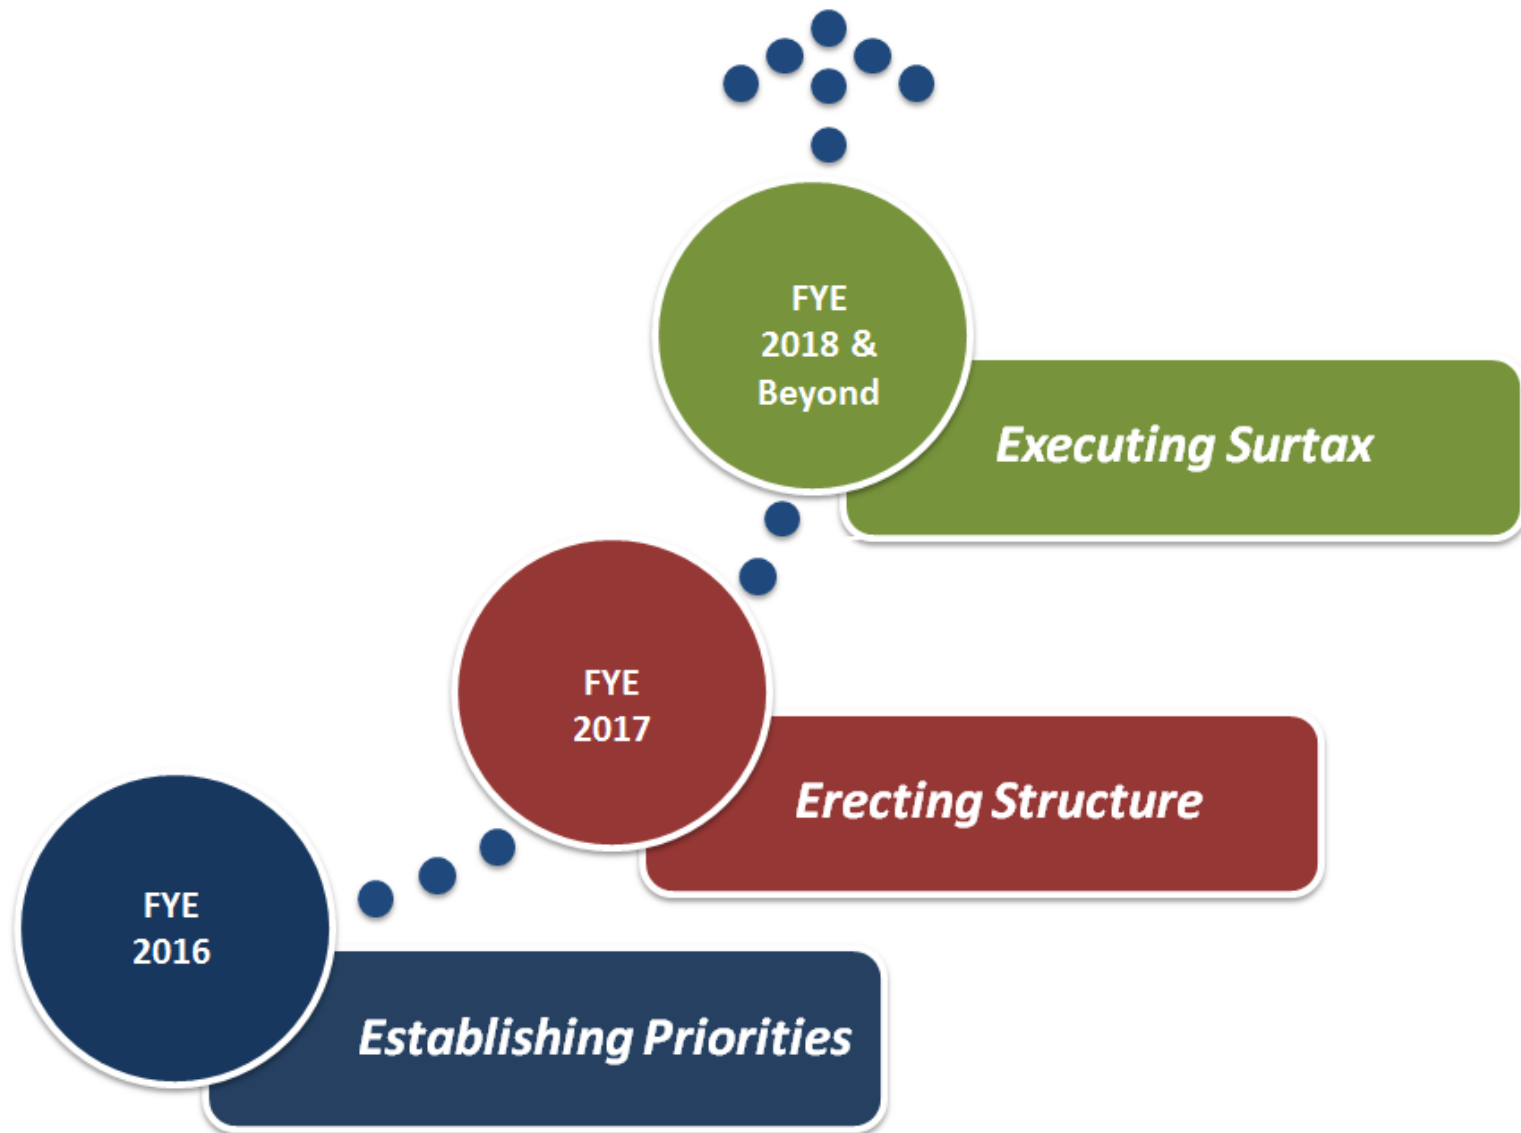 FYE
2018 &
Beyond
Executing Surtax
FYE
2017
Erecting Structure
FYE
2016
Establishing Priorities